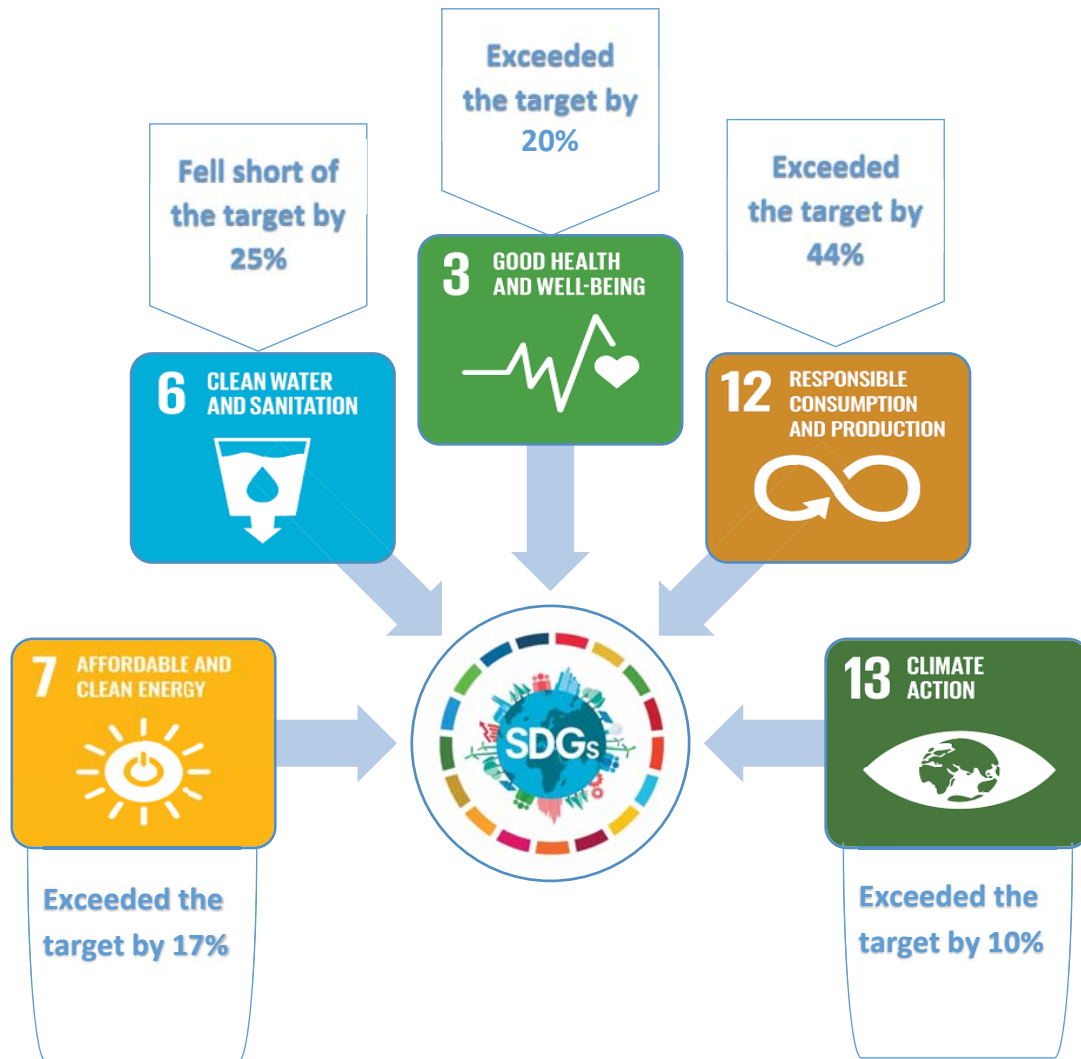 Exceeded
the target by
20%
Fell short of
the target by
25%
Exceeded
the target by
44%
3 GOOD HEALTH
AND WELL-BEING
6 CLEAN WATER
AND SANITATION
12 RESPONSIBLE
CONSUMPTION
AND PRODUCTION
7 AFFORDABLE AND
CLEAN ENERGY
SDGs
13 CLIMATE
ACTION
Exceeded the
target by 17%
Exceeded the
target by 10%